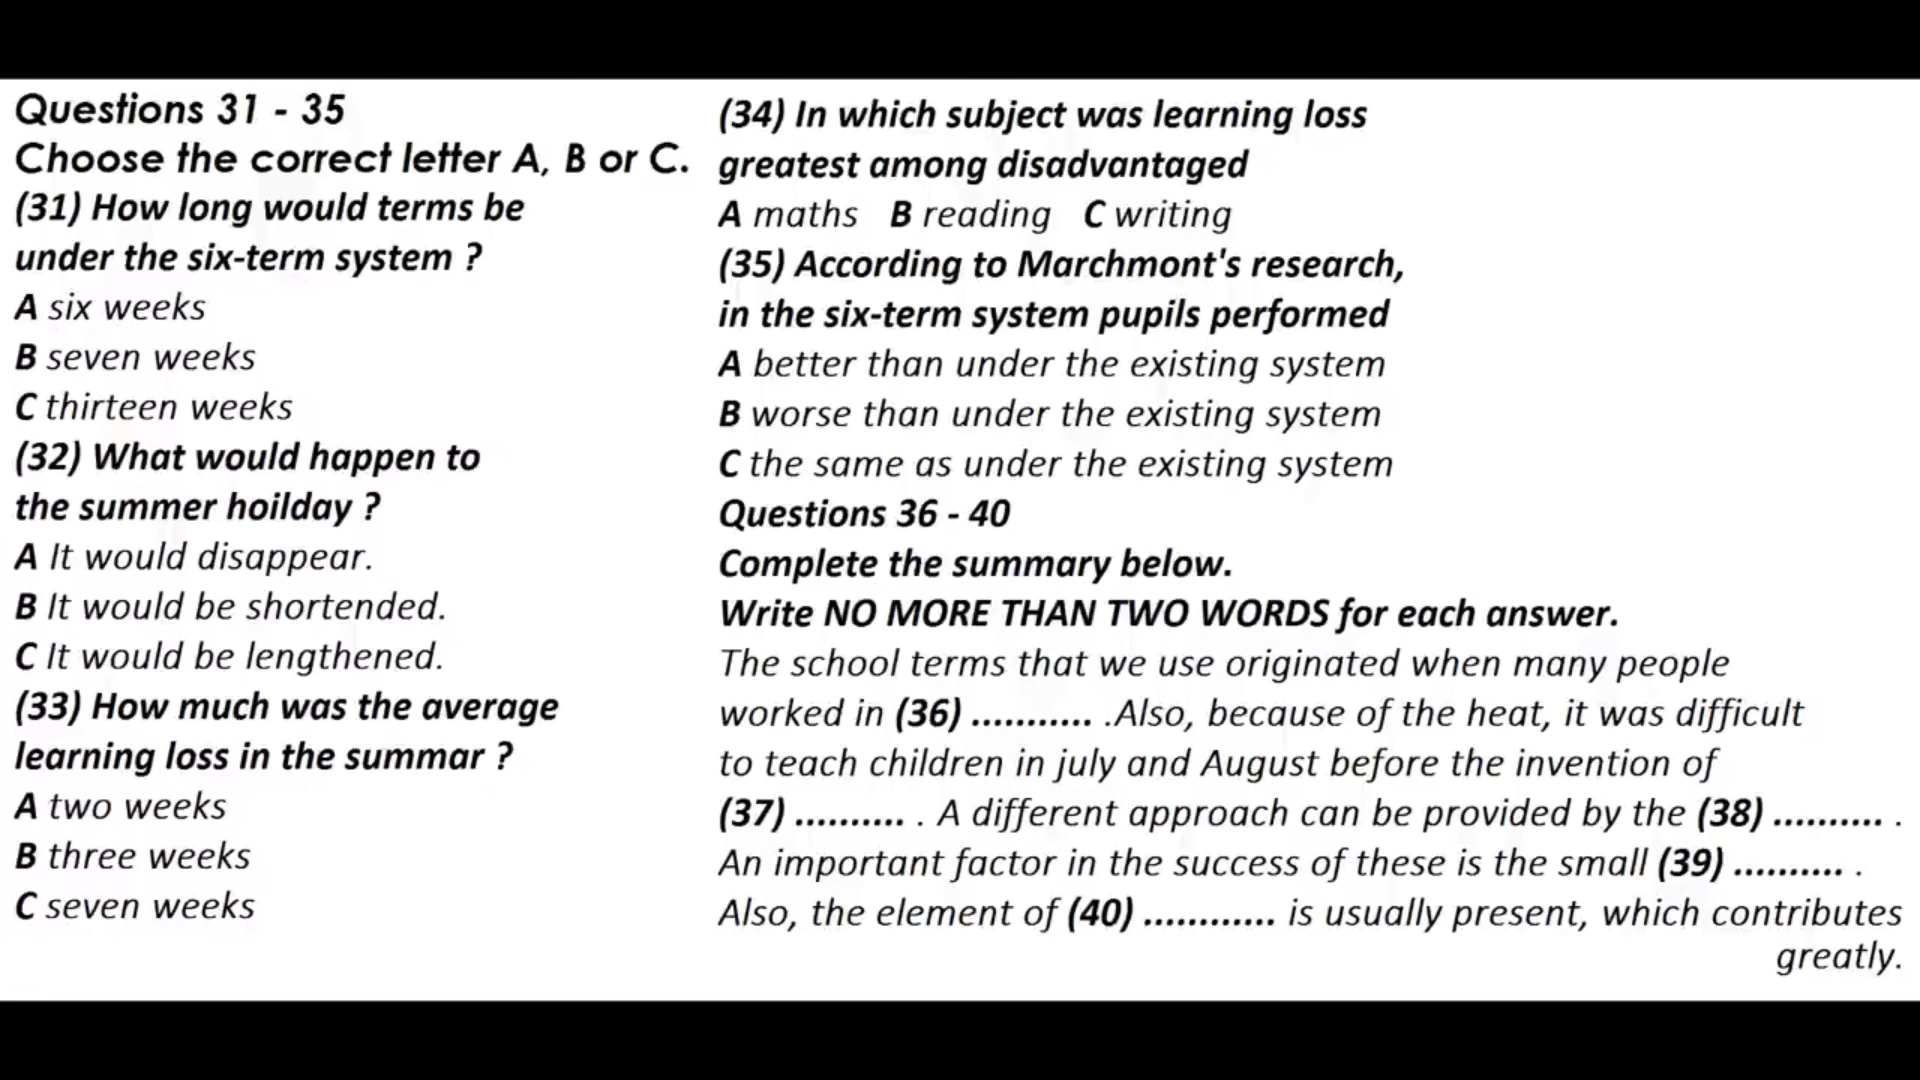 Questions 31 - 35
Choose the correct letter A, B or C.
(31) How long would terms be
under the six-term system ?
A six weeks
B seven weeks
C thirteen weeks
(32) What would happen to
the summer hoilday ?
A It would disappear.
B It would be shortended.
C It would be lengthened.
(33) How much was the average
learning loss in the summar ?
A two weeks
B three weeks
C seven weeks
(34) In which subject was learning loss
greatest among disadvantaged
A maths B reading C writing
(35) According to Marchmont's research,
in the six-term system pupils performed
A better than under the existing system
B worse than under the existing system
C the same as under the existing system
Questions 36 - 40
Complete the summary below.
Write NO MORE THAN TWO WORDS for each answer.
The school terms that we use originated when many people
worked in (36) ........... .Also, because of the heat, it was difficult
to teach children in july and August before the invention of
(37) .......... . A different approach can be provided by the (38) .......... .
An important factor in the success of these is the small (39) .......... .
Also, the element of (40) ............ is usually present, which contributes
greatly.